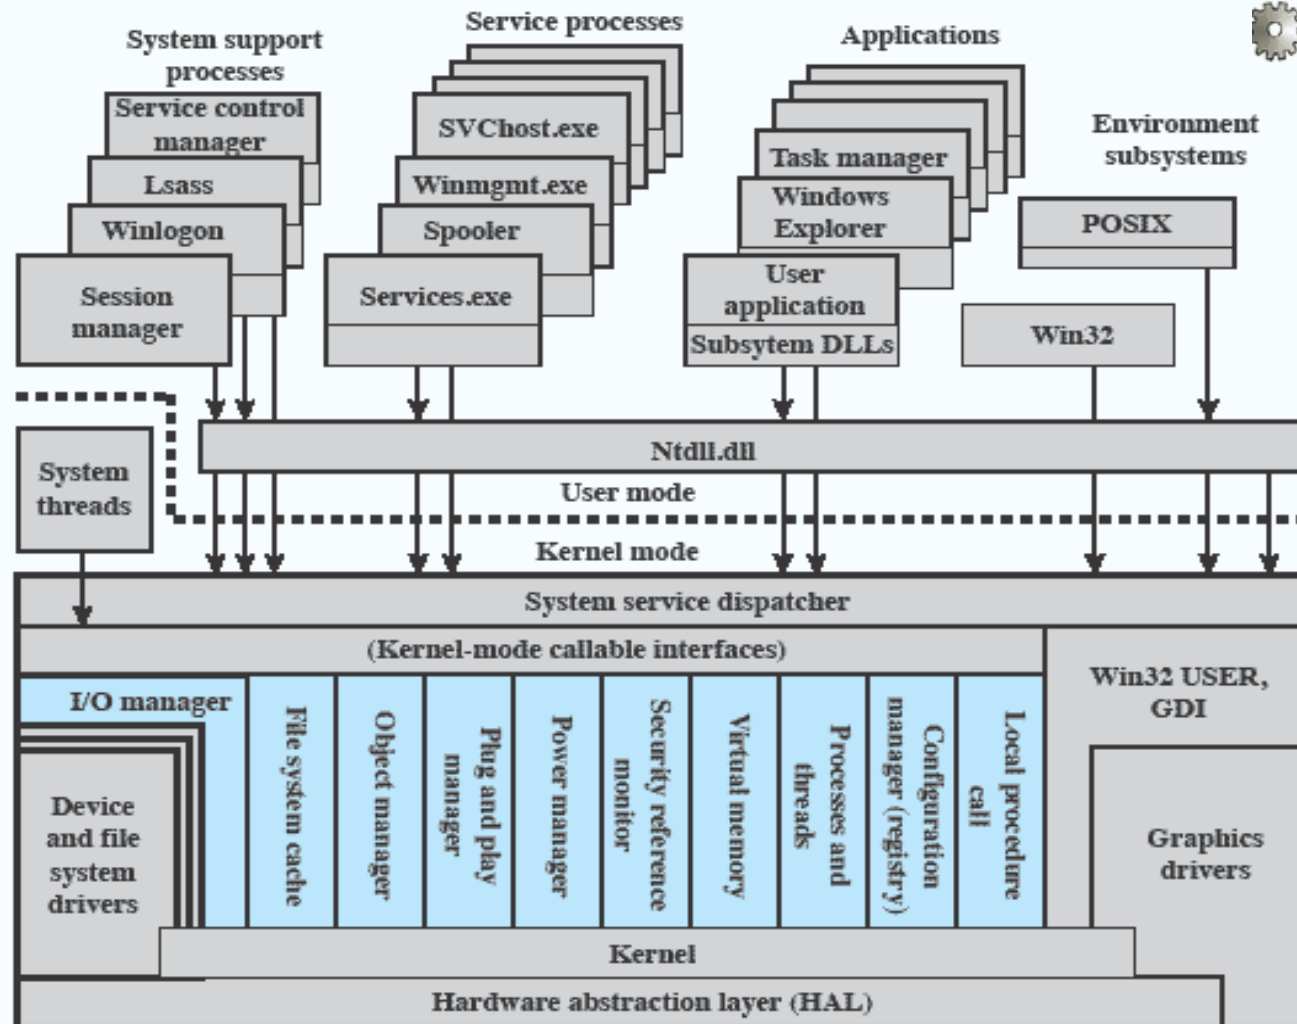 System support
processes
Service processes
Applications
Environment
subsystems
Service control
manager
Lsass
Winlogon
Session
manager
SVChost.exe
Winmgmt.exe
Spooler
Services.exe
Task manager
Windows
Explorer
User
application
Subsytem DLLs
POSIX
Win32
System
threads
Ntdll.dll
User mode
Kernel mode
System service dispatcher
(Kernel-mode callable interfaces)
Win32 USER,
GDI
I/O manager
Device
and file
system
drivers
File system cache
Object manager
Plug and play
manager
Power manager
Security reference
monitor
Virtual memory
Processes and
threads
Configuration
manager (registry)
Local procedure
call
Graphics
drivers
Kernel
Hardware abstraction layer (HAL)